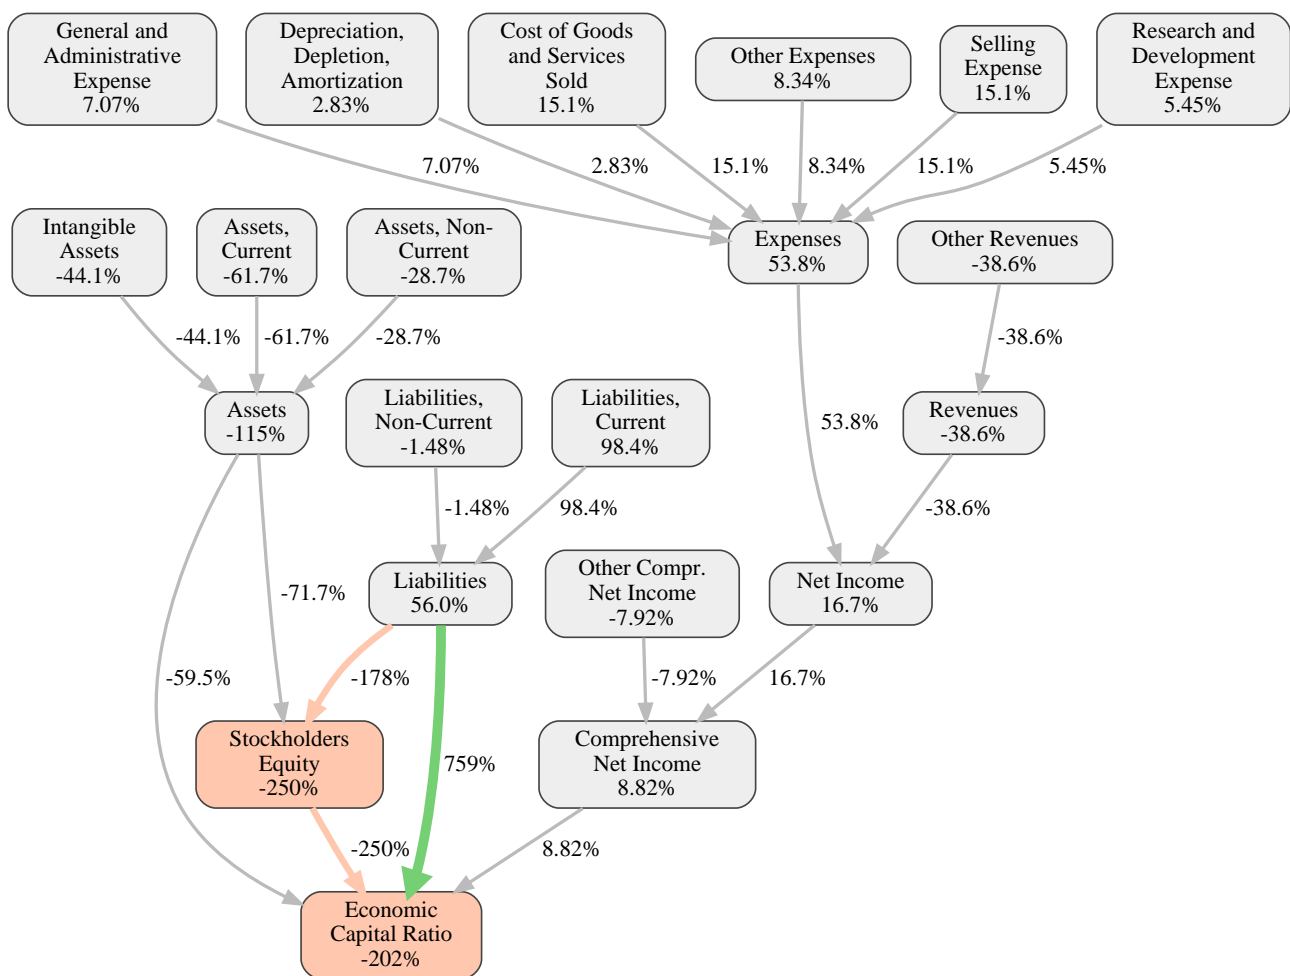 General and
Administrative
Expense
7.07%
Depreciation,
Depletion,
Amortization
2.83%
Cost of Goods
and Services
Sold
15.1%
Other Expenses
8.34%
Selling
Expense
15.1%
Research and
Development
Expense
5.45%
7.07%
2.83%
15.1%
8.34%
15.1%
5.45%
Intangible
Assets
-44.1%
Assets,
Current
-61.7%
Assets, Non-
Current
-28.7%
Expenses
53.8%
Other Revenues
-38.6%
-44.1%
-61.7%
-28.7%
-38.6%
Assets
-115%
Liabilities,
Non-Current
-1.48%
Liabilities,
Current
98.4%
53.8%
Revenues
-38.6%
-1.48%
98.4%
-38.6%
-71.7%
Liabilities
56.0%
Other Compr.
Net Income
-7.92%
Net Income
16.7%
-59.5%
-178%
-7.92%
16.7%
Stockholders
Equity
-250%
759%
Comprehensive
Net Income
8.82%
-250%
8.82%
Economic
Capital Ratio
-202%